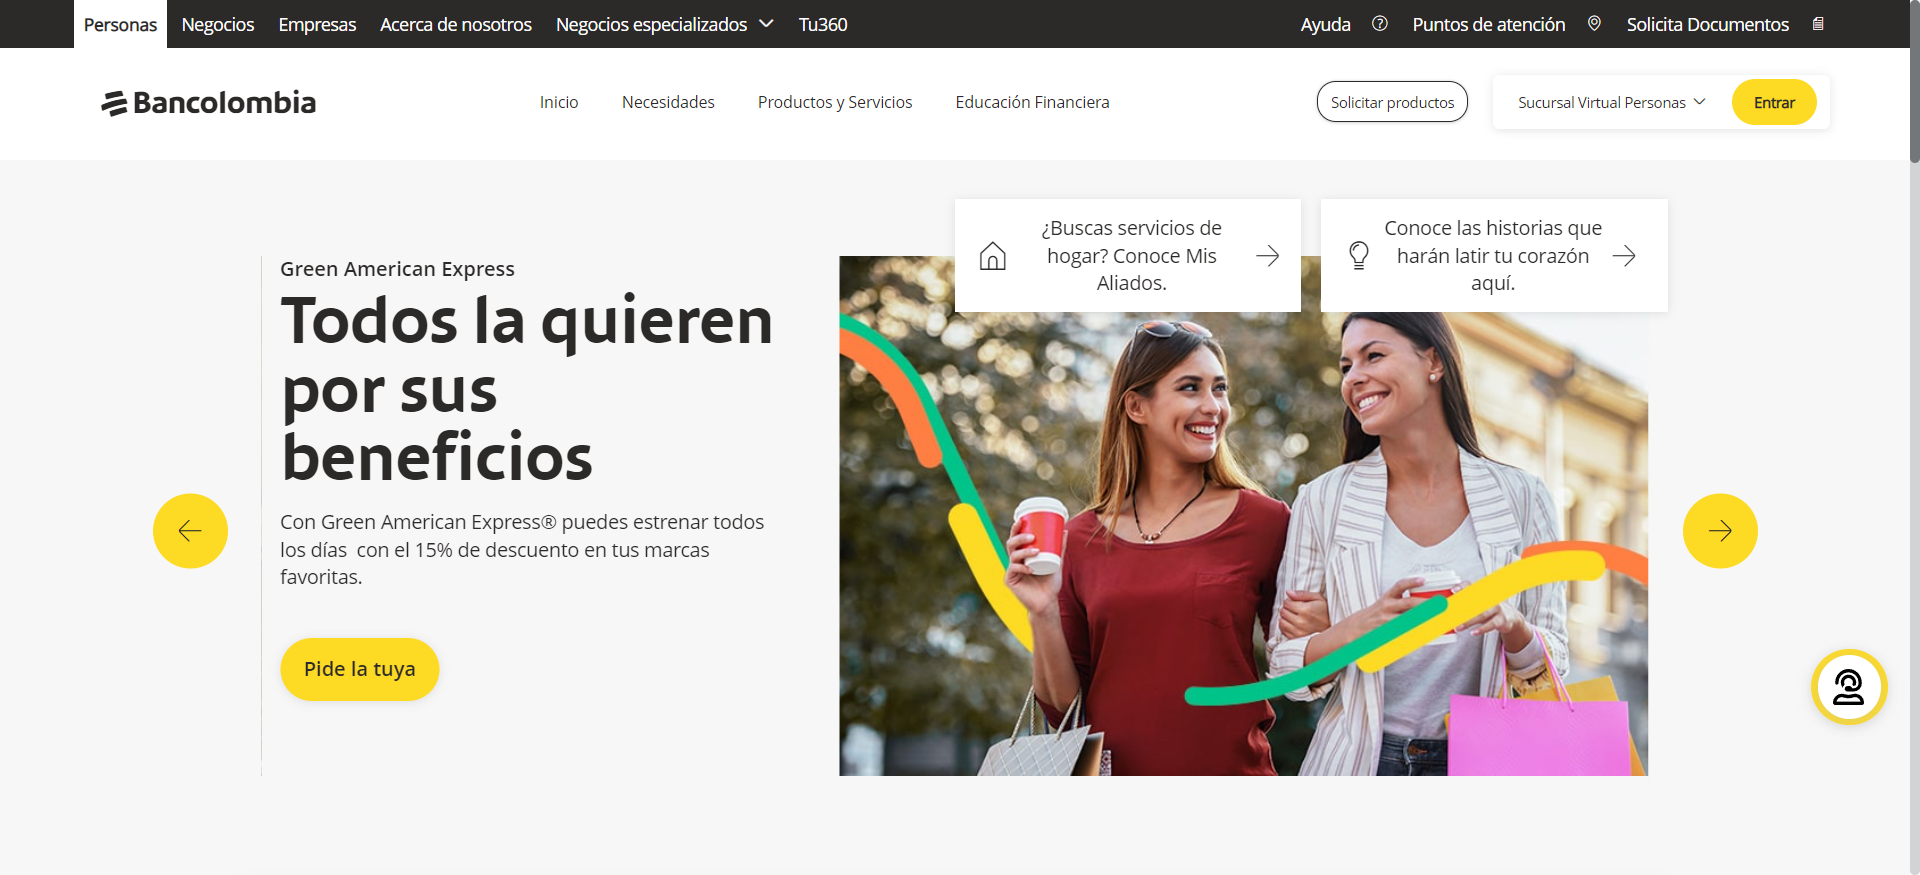 Personas Negocios Empresas Acerca de nosotros Negocios especializados Tu360 Ayuda Puntos de atención Solicita Documentos
Bancolombia Inicio Necesidades Productos y Servicios Educación Financiera Solicitar productos Sucursal Virtual Personas Entrar
¿Buscas servicios de
hogar? Conoce Mis
Aliados.
Conoce las historias que
harán latir tu corazón
aquí.
Green American Express
Todos la quieren
por sus
beneficios
Con Green American Express® puedes estrenar todos
los días  con el 15% de descuento en tus marcas
favoritas.
Pide la tuya